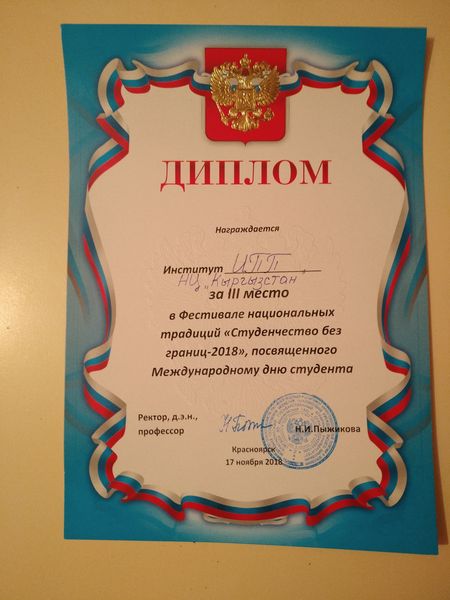 ДИПЛОМ
Награждается
Институт ИПП
НЦ „Кыргызстан"
за III место
в Фестивале национальных
традиций «Студенчество без
границ-2018», посвященного
Международному дню студента
Ректор, д.э.н.,
профессор
Н.И.Пыжикова
Красноярск
17 ноября 2018